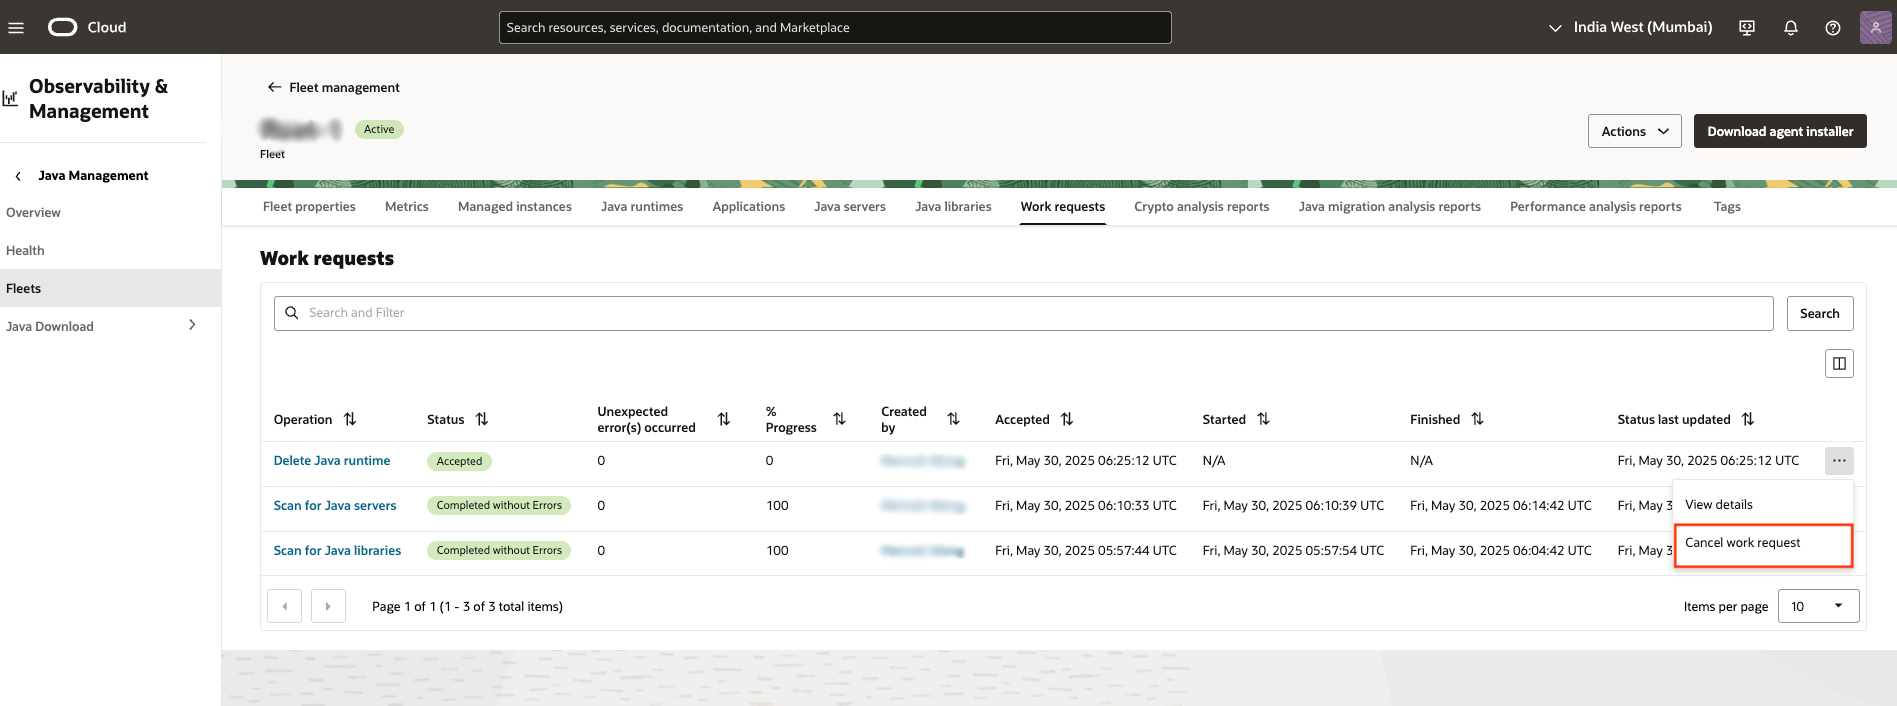 Cloud
Search resources, services, documentation, and Marketplace
India West (Mumbai)
Observability &
Management
Java Management
Overview
Health
Fleets
Java Download
Fleet management
Active
Fleet
Actions
Download agent installer
Fleet properties
Metrics
Managed instances
Java runtimes
Applications
Java servers
Java libraries
Work requests
Crypto analysis reports
Java migration analysis reports
Performance analysis reports
Tags
Work requests
Search and Filter
Search
Operation Status Unexpected error(s) occurred % Progress Created by Accepted Started Finished Status last updated
Delete Java runtime Accepted 0 0 Fri, May 30, 2025 06:25:12 UTC N/A N/A Fri, May 30, 2025 06:25:12 UTC ...
Scan for Java servers Completed without Errors 0 100 Fri, May 30, 2025 06:10:33 UTC Fri, May 30, 2025 06:10:39 UTC Fri, May 30, 2025 06:14:42 UTC Fri, May 3
Scan for Java libraries Completed without Errors 0 100 Fri, May 30, 2025 05:57:44 UTC Fri, May 30, 2025 05:57:54 UTC Fri, May 30, 2025 06:04:42 UTC Fri, May 3
View details
Cancel work request
Page 1 of 1 (1 - 3 of 3 total items)
Items per page 10